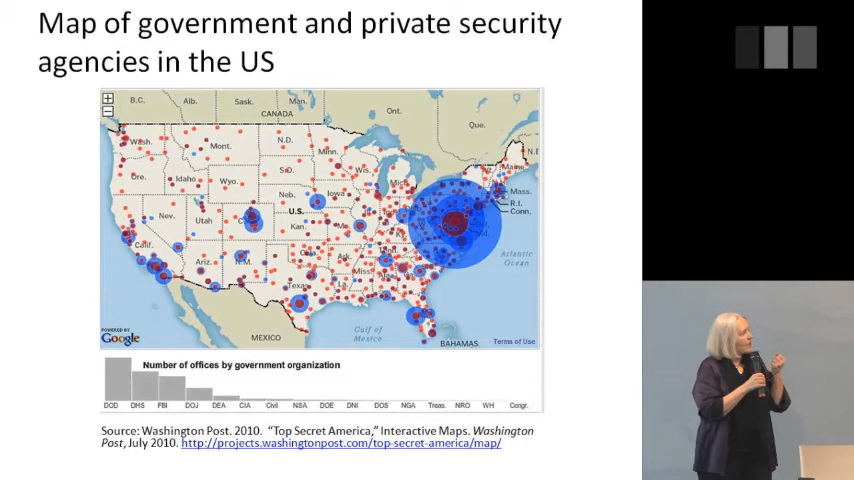 Map of government and private security
agencies in the US
B.C.
Alb.
Sask.
Man.
Ont.
Que.
CANADA
Wash.
Mont.
N.D.
Minn.
Ore.
Idaho
Wyo.
S.D.
Wis.
Mich.
Maine
Mass.
R.I.
Conn.
Nev.
Utah
Neb.
Iowa
U.S.
Kan.
Calif.
Ariz.
N.M.
Ark.
Miss.
Texas
La.
Atlantic
Ocean
MEXICO
Gulf of
Mexico
BAHAMAS
POWERED BY
Google
Terms of Use
Number of offices by government organization
DOD DHS FBI DOJ DEA CIA Civil NSA DOE DNI DOS NGA Treas. NRO WH Congr.
Source: Washington Post. 2010. “Top Secret America,” Interactive Maps. Washington
Post, July 2010. http://projects.washingtonpost.com/top-secret-america/map/